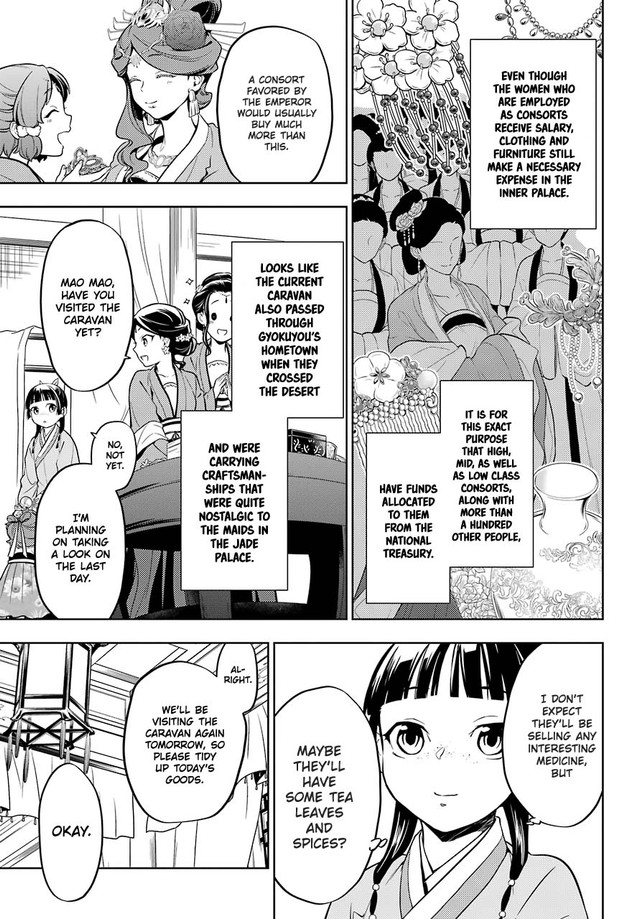 EVEN THOUGH
THE WOMEN WHO
ARE EMPLOYED
AS CONSORTS
RECEIVE SALARY,
CLOTHING AND
FURNITURE STILL
MAKE A NECESSARY
EXPENSE IN THE
INNER PALACE.
IT IS FOR
THIS EXACT
PURPOSE
THAT HIGH,
MID, AS WELL
AS LOW CLASS
CONSORTS,
ALONG WITH
MORE THAN
A HUNDRED
OTHER PEOPLE,
HAVE FUNDS
ALLOCATED
TO THEM
FROM THE
NATIONAL
TREASURY.
A CONSORT
FAVORED BY
THE EMPEROR
WOULD USUALLY
BUY MUCH
MORE THAN
THIS.
LOOKS LIKE
THE CURRENT
CARAVAN
ALSO PASSED
THROUGH
GYOKUYOU'S
HOMETOWN
WHEN THEY
CROSSED
THE DESERT
AND WERE
CARRYING
CRAFTSMAN-
SHIPS THAT
WERE QUITE
NOSTALGIC TO
THE MAIDS IN
THE JADE
PALACE.
MAO MAO,
HAVE YOU
VISITED THE
CARAVAN
YET?
NO,
NOT YET.
I'M
PLANNING
ON TAKING
A LOOK ON
THE LAST
DAY.
I DON'T
EXPECT
THEY'LL BE
SELLING ANY
INTERESTING
MEDICINE,
BUT
MAYBE
THEY'LL
HAVE
SOME TEA
LEAVES
AND
SPICES?
AL-
RIGHT.
WE'LL BE
VISITING THE
CARAVAN AGAIN
TOMORROW, SO
PLEASE TIDY
UP TODAY'S
GOODS.
OKAY.